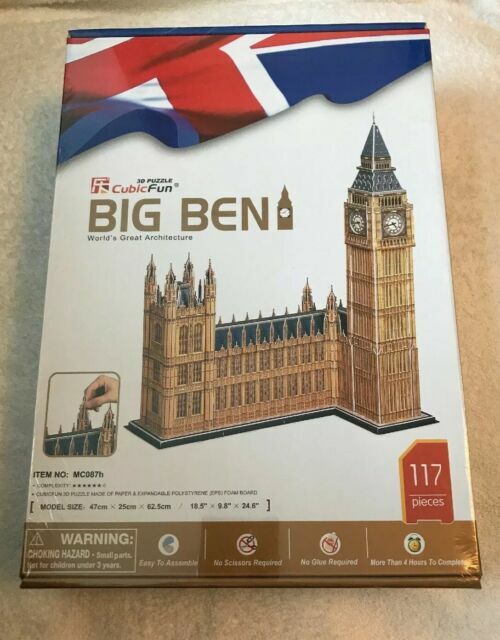 3D PUZZLE
CubicFun®
BIG BEN
World's Great Architecture
ITEM NO: MC087b
• COMPLEXITY: ★★★★★★☆
• CUBICFUN 3D PUZZLE MADE OF PAPER & EXPANDABLE POLYSTYRENE (EPS) FOAM BOARD
[ MODEL SIZE: 47cm × 25cm × 62.5cm / 18.5" × 9.8" × 24.6" ]
117
pieces
WARNING:
CHOKING HAZARD - Small parts.
Not for children under 3 years.
Easy To Assemble
No Scissors Required
No Glue Required
More Than 4 Hours To Complete